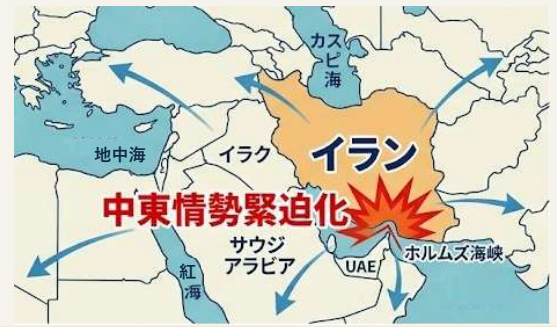 カス
ピ
海
地中海
イラク
イラン
中東情勢緊迫化
サウジ
アラビア
紅
海
UAE
ホルムズ海峡